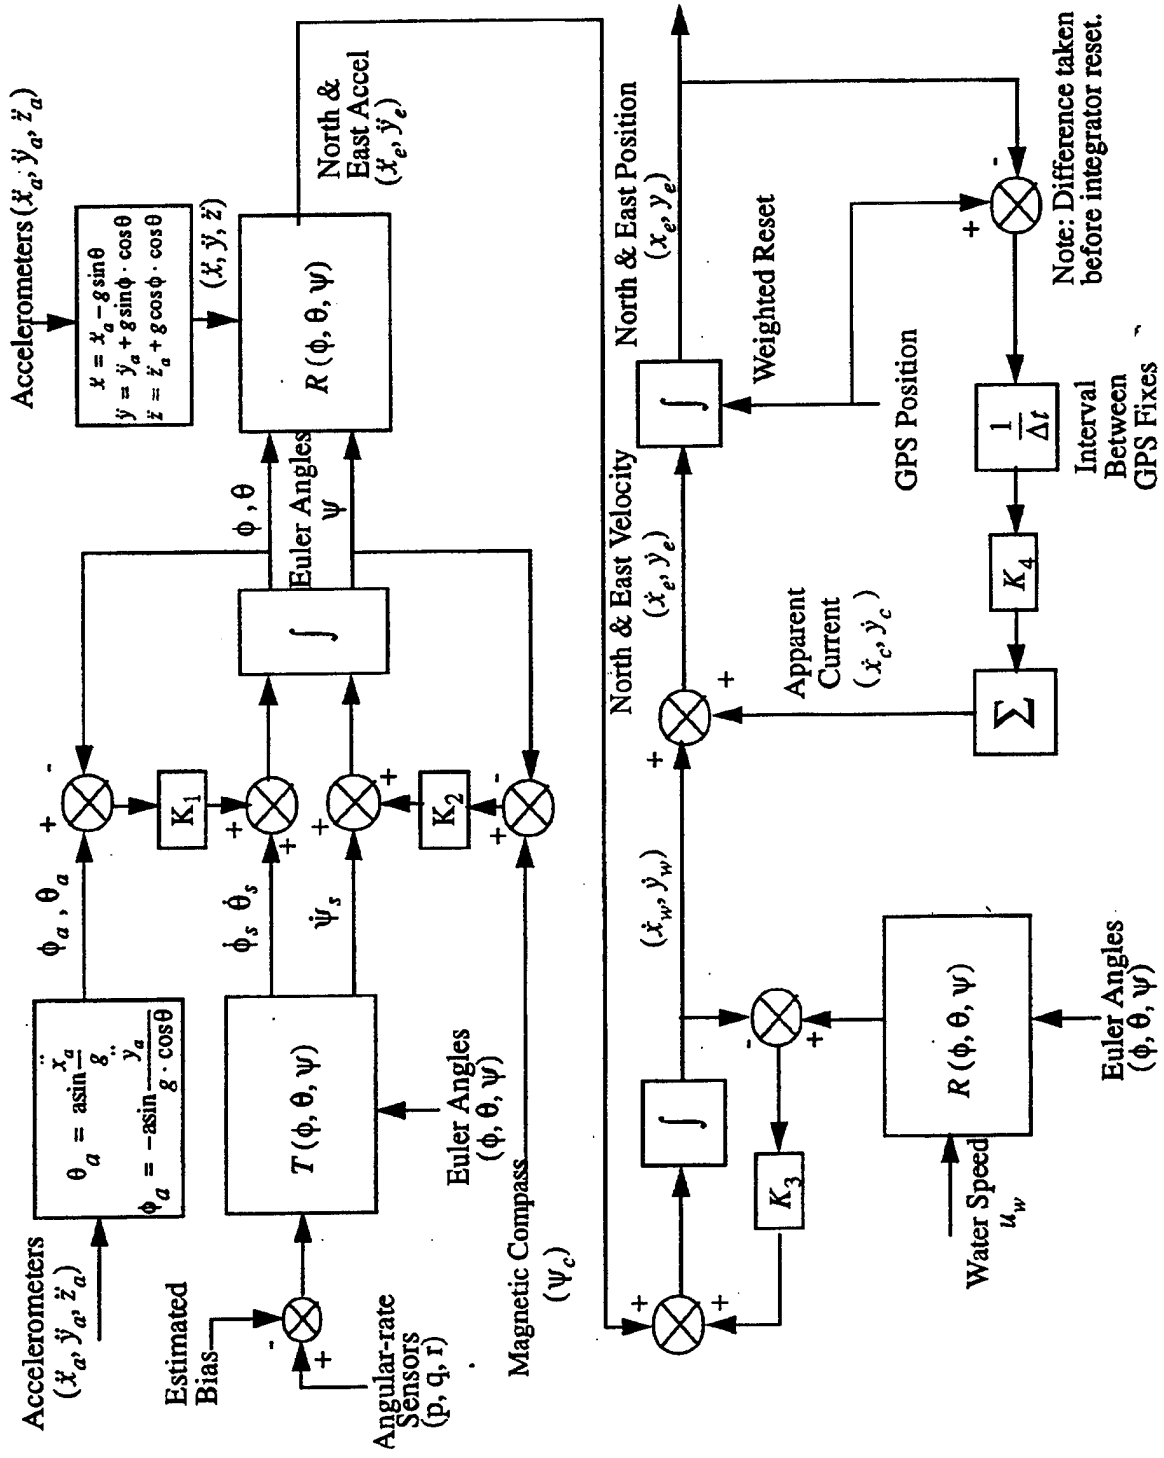 Accelerometers
(ẍa, ÿa, z̈a)
θa = asin ẍa / g
ϕa = −asin ÿa / g · cosθ
ϕa, θa
+
-
K1
+
+
Estimated
Bias
-
+
Angular-rate
Sensors
(p, q, r)
T(ϕ, θ, ψ)
Euler Angles
(ϕ, θ, ψ)
ϕ̇s θ̇s
ψ̇s
+
+
K2
+
-
Magnetic Compass
(ψc)
∫
ϕ, θ
Euler Angles
ψ
Accelerometers (ẍa, ÿa, z̈a)
ẍ = ẍa − gsinθ
ÿ = ÿa + gsinϕ · cosθ
z̈ = z̈a + gcosϕ · cosθ
(ẍ, ÿ, z̈)
R(ϕ, θ, ψ)
North &
East Accel
(ẍe, ÿe)
+
+
∫
K3
-
+
(ẋw, ẏw)
R(ϕ, θ, ψ)
Water Speed
uw
Euler Angles
(ϕ, θ, ψ)
+
+
North & East Velocity
(ẋe, ẏe)
Apparent
Current
(ẋc, ẏc)
Σ
K4
1 / Δt
Interval
Between
GPS Fixes
∫
Weighted Reset
GPS Position
North & East Position
(xe, ye)
+
-
Note: Difference taken
before integrator reset.